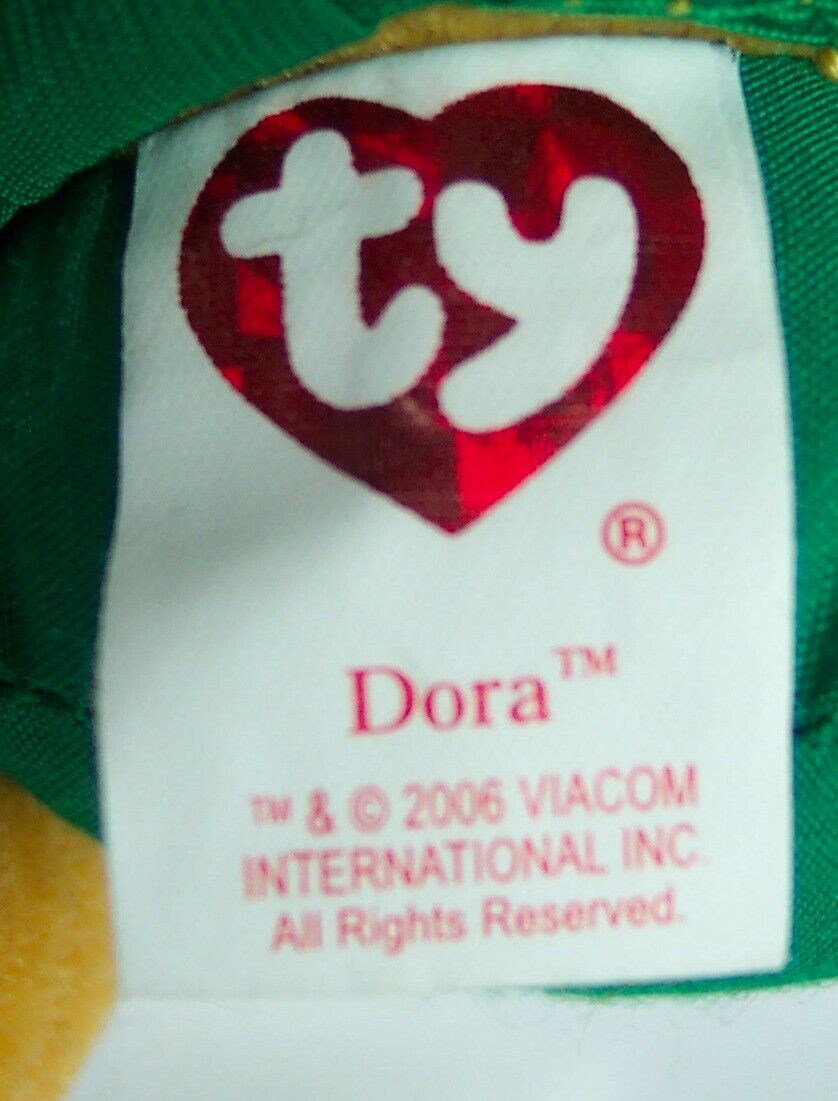 ty
®
Dora™
™ & © 2006 VIACOM
INTERNATIONAL INC.
All Rights Reserved.